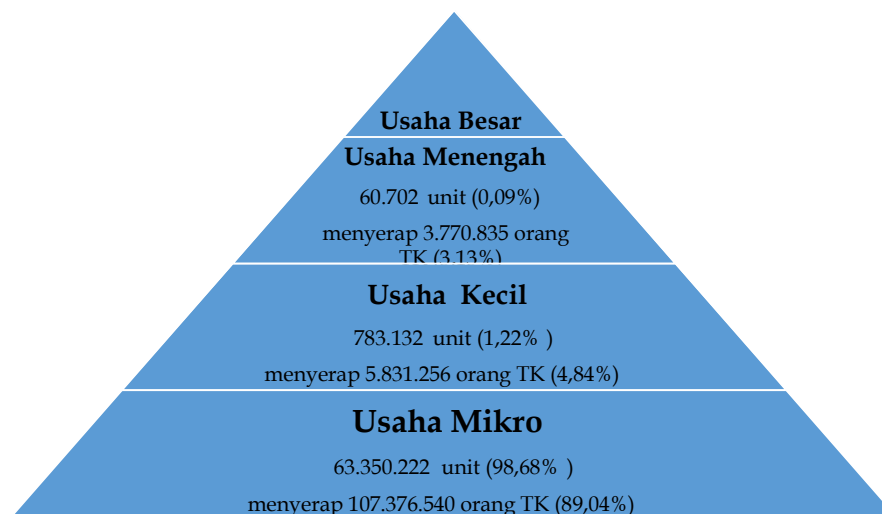 Usaha Besar
Usaha Menengah
60.702 unit (0,09%)
menyerap 3.770.835 orang
TK (3,13%)
Usaha Kecil
783.132 unit (1,22% )
menyerap 5.831.256 orang TK (4,84%)
Usaha Mikro
63.350.222 unit (98,68% )
menyerap 107.376.540 orang TK (89,04%)